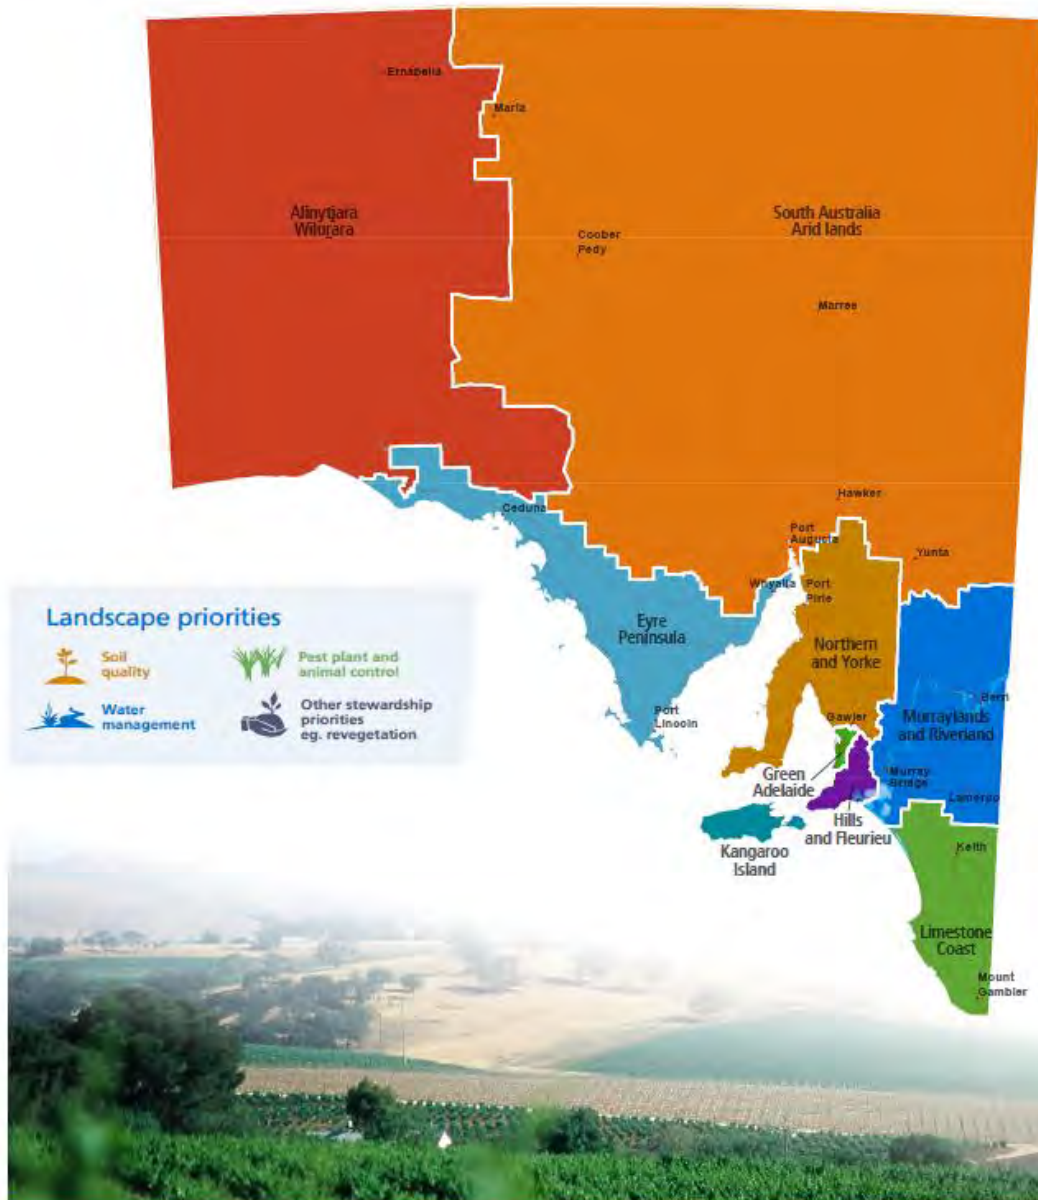 Ernabella
Marla
Alinytjara
Wilurara
South Australia
Arid lands
Coober
Pedy
Marree
Hawker
Ceduna
Port
Augusta
Yunta
Whyalla
Port
Pirie
Landscape priorities
Soil
quality
Pest plant and
animal control
Water
management
Other stewardship
priorities
eg. revegetation
Eyre
Peninsula
Northern
and Yorke
Port
Lincoln
Gawler
Berri
Murraylands
and Riverland
Green
Adelaide
Murray
Bridge
Lameroo
Hills
and Fleurieu
Kangaroo
Island
Keith
Limestone
Coast
Mount
Gambier